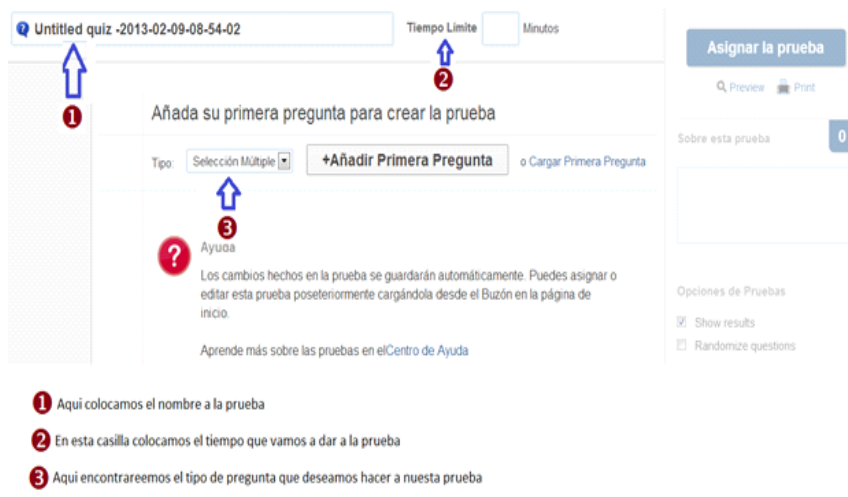 Untitled quiz -2013-02-09-08-54-02
Tiempo Límite
Minutos
Asignar la prueba
Preview
Print
1
2
Añada su primera pregunta para crear la prueba
Sobre esta prueba
0
Tipo:
Selección Múltiple
+Añadir Primera Pregunta
o Cargar Primera Pregunta
3
?
Ayuda
Los cambios hechos en la prueba se guardarán automáticamente. Puedes asignar o
editar esta prueba poseteriormente cargándola desde el Buzón en la página de
inicio.
Aprende más sobre las pruebas en elCentro de Ayuda
Opciones de Pruebas
Show results
Randomize questions
1 Aqui colocamos el nombre a la prueba
2 En esta casilla colocamos el tiempo que vamos a dar a la prueba
3 Aqui encontrareemos el tipo de pregunta que deseamos hacer a nuesta prueba